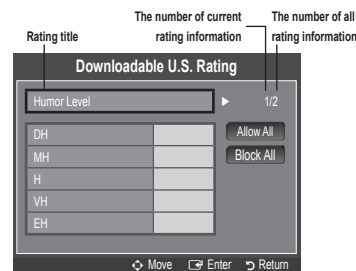 The number of current
rating information
The number of all
rating information
Rating title
Downloadable U.S. Rating
Humor Level
1/2
DH
MH
H
VH
EH
Allow All
Block All
Move
Enter
Return